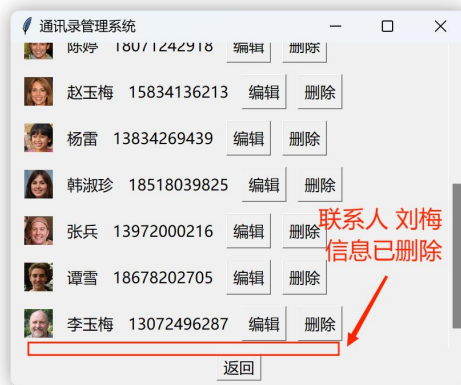 通讯录管理系统
陈婷 18071242918 编辑 删除
赵玉梅 15834136213 编辑 删除
杨雷 13834269439 编辑 删除
韩淑珍 18518039825 编辑 删除
张兵 13972000216 编辑 删除
谭雪 18678202705 编辑 删除
李玉梅 13072496287 编辑 删除
联系人 刘梅
信息已删除
返回